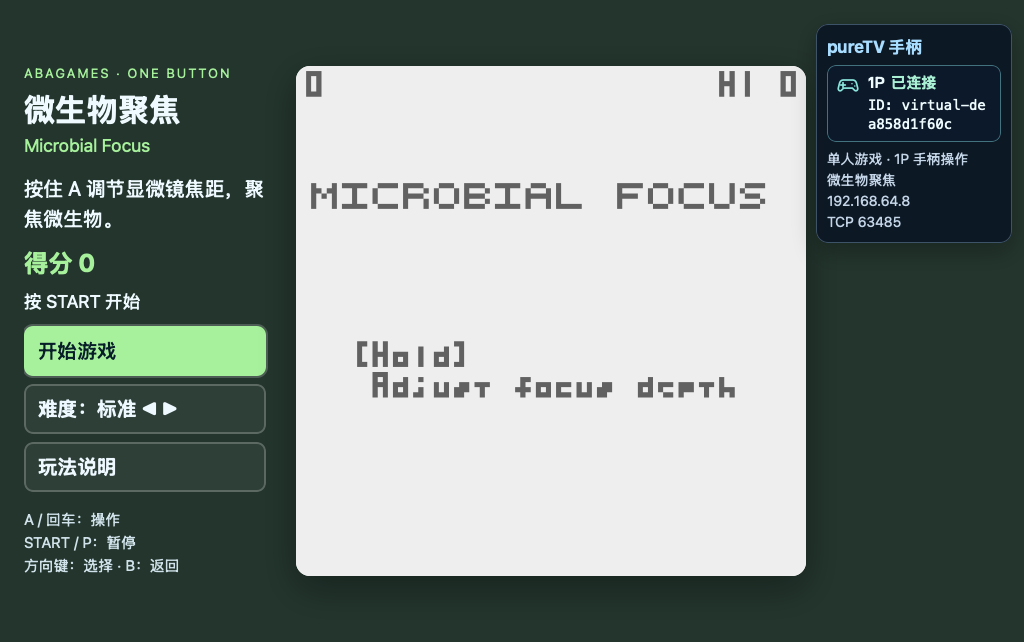 ABAGAMES · ONE BUTTON
微生物聚焦
Microbial Focus
按住 A 调节显微镜焦距，聚
焦微生物。
得分 0
按 START 开始
开始游戏
难度：标准 ◀ ▶
玩法说明
A / 回车：操作
START / P：暂停
方向键：选择 · B：返回
0
HI 0
MICROBIAL FOCUS
[Hold]
Adjust focus depth
pureTV 手柄
1P 已连接
ID: virtual-de
a858d1f60c
单人游戏 · 1P 手柄操作
微生物聚焦
192.168.64.8
TCP 63485